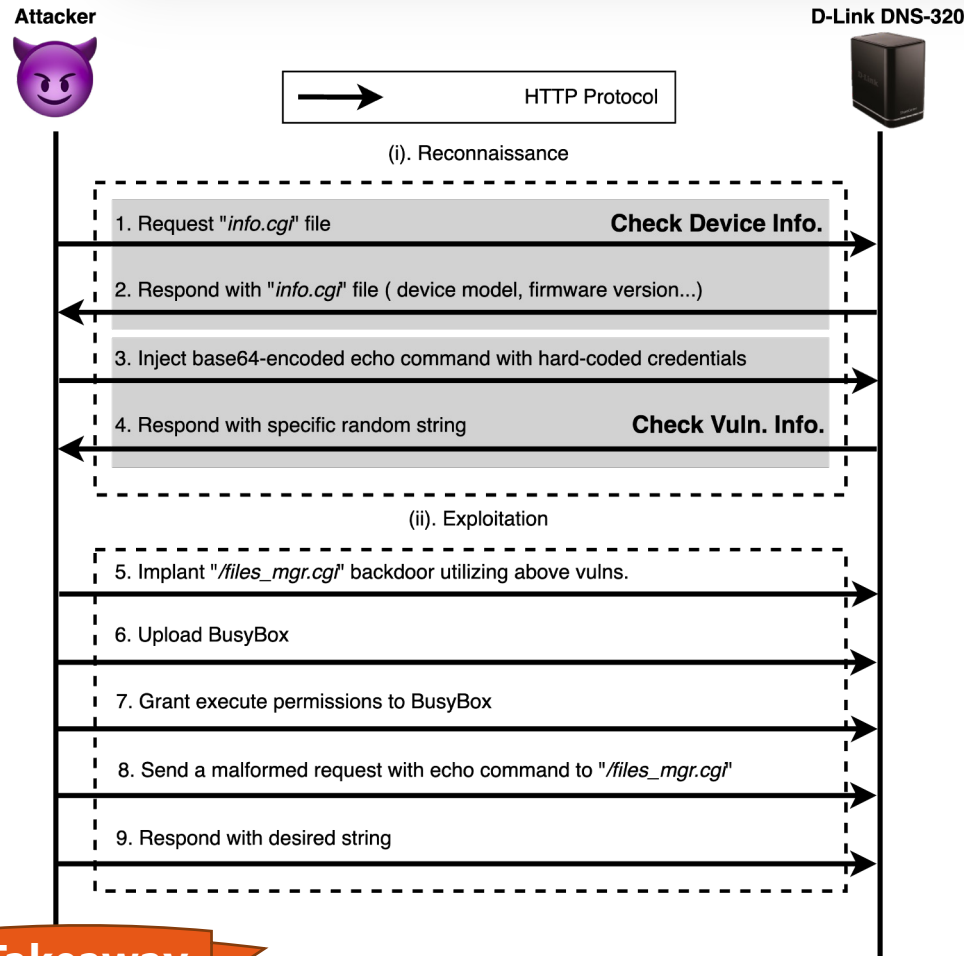 Attacker
D-Link DNS-320
HTTP Protocol
(i). Reconnaissance
1. Request "info.cgi" file
Check Device Info.
2. Respond with "info.cgi" file ( device model, firmware version...)
3. Inject base64-encoded echo command with hard-coded credentials
4. Respond with specific random string
Check Vuln. Info.
(ii). Exploitation
5. Implant "/files_mgr.cgi" backdoor utilizing above vulns.
6. Upload BusyBox
7. Grant execute permissions to BusyBox
8. Send a malformed request with echo command to "/files_mgr.cgi"
9. Respond with desired string
Takeaway